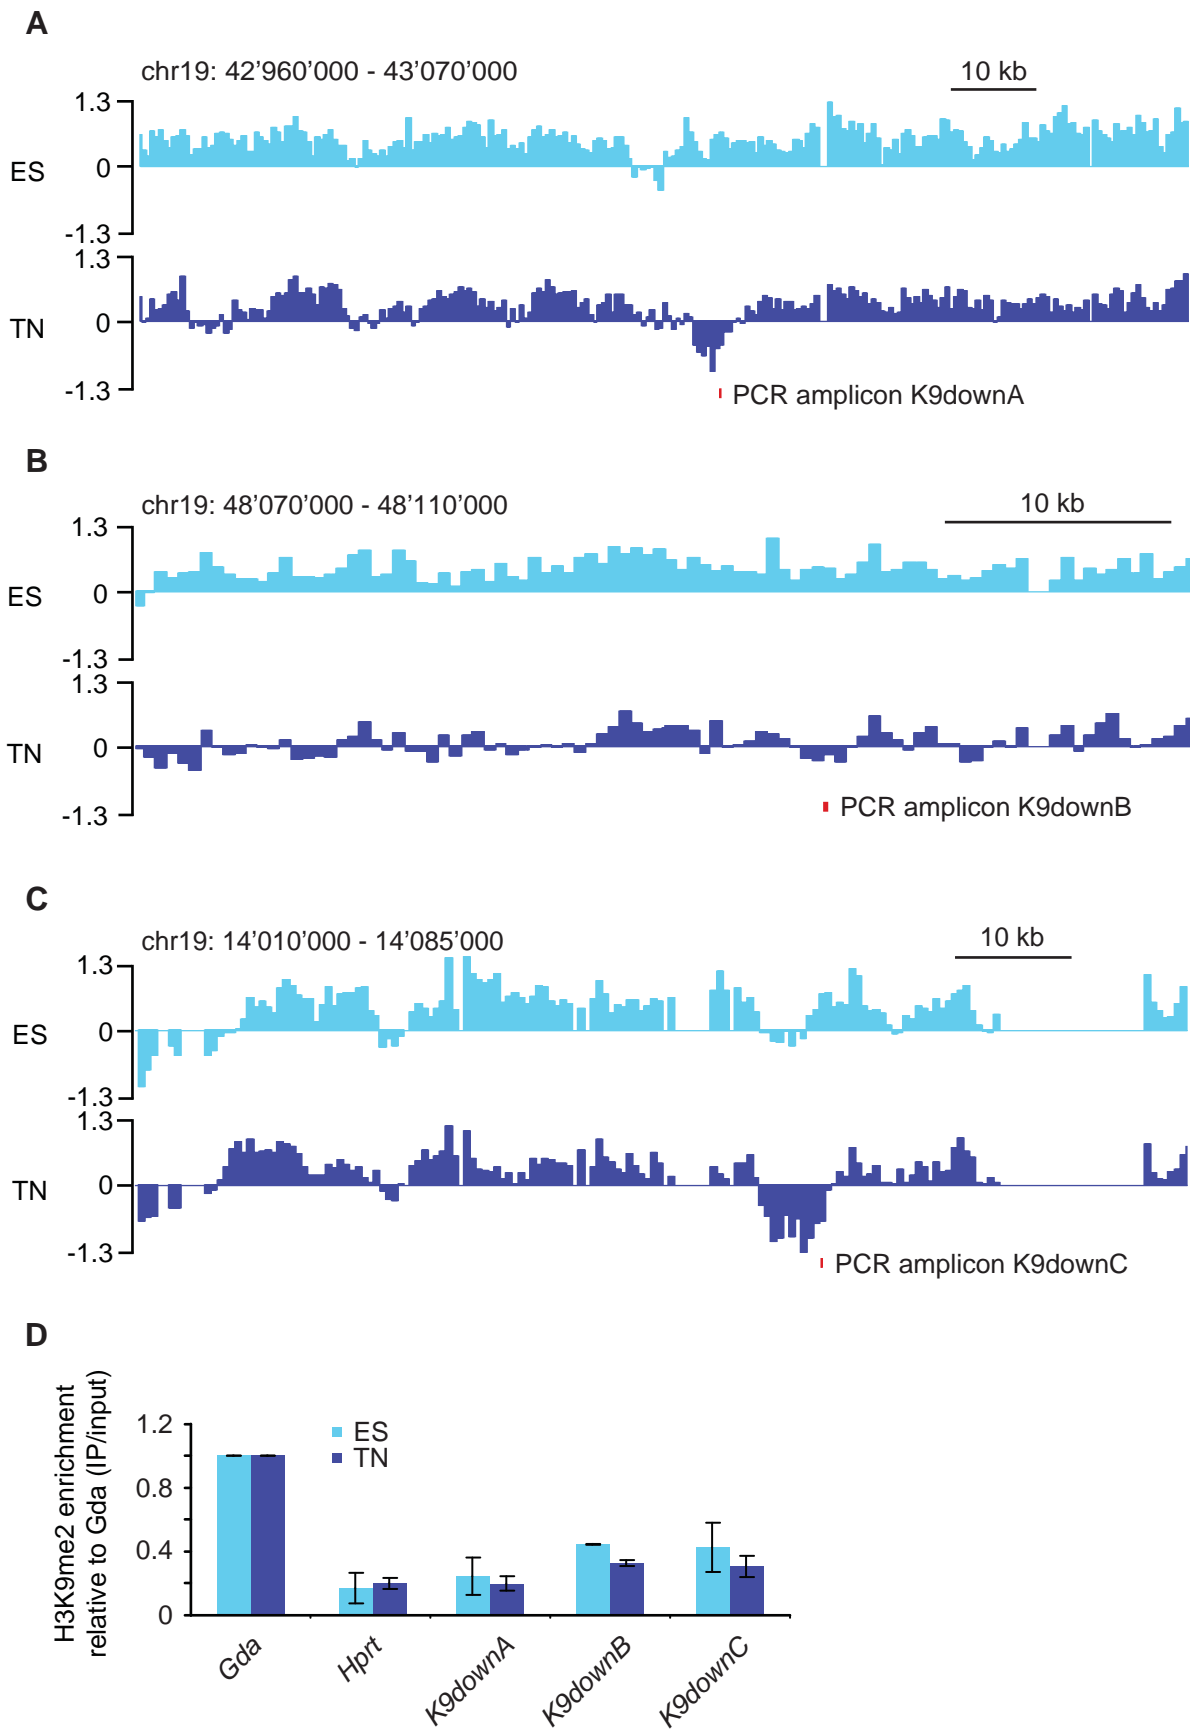 A
chr19: 42'960'000 - 43'070'000
10 kb
1.3
ES
0
-1.3
1.3
TN
0
-1.3
PCR amplicon K9downA
B
chr19: 48'070'000 - 48'110'000
10 kb
1.3
ES
0
-1.3
1.3
TN
0
-1.3
PCR amplicon K9downB
C
chr19: 14'010'000 - 14'085'000
10 kb
1.3
ES
0
-1.3
1.3
TN
0
-1.3
PCR amplicon K9downC
D
H3K9me2 enrichment
relative to Gda (IP/input)
1.2
0.8
0.4
0
ES
TN
Gda
Hprt
K9downA
K9downB
K9downC